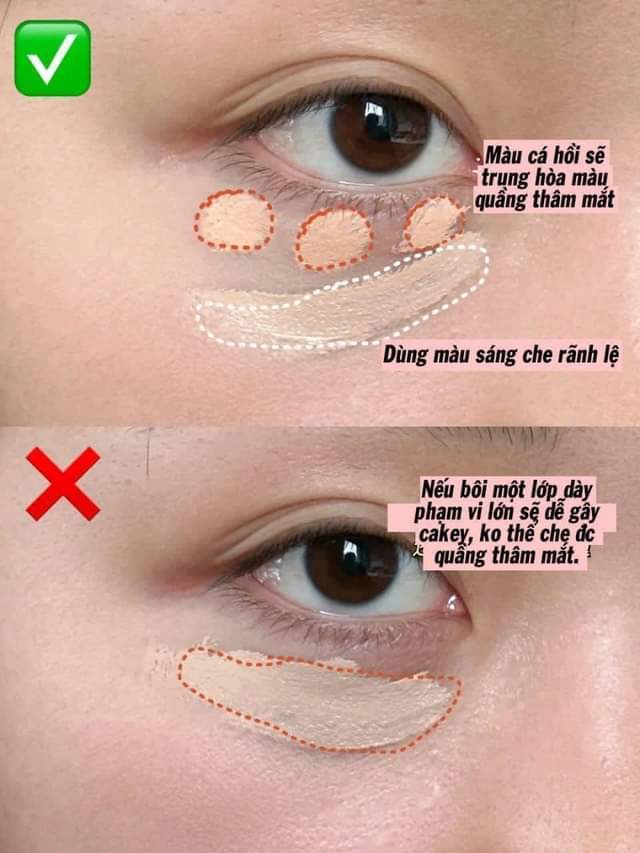 Màu cá hồi sẽ
trung hòa màu
quầng thâm mắt
Dùng màu sáng che rãnh lệ
Nếu bôi một lớp dày
phạm vi lớn sẽ dễ gây
cakey, ko thể che đc
quầng thâm mắt.